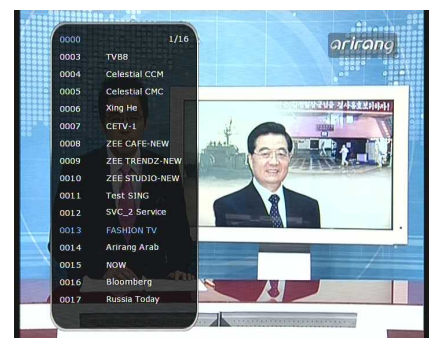 arirang
0000 1/16
0003 TVB8
0004 Celestial CCM
0005 Celestial CMC
0006 Xing He
0007 CETV-1
0008 ZEE CAFE-NEW
0009 ZEE TRENDZ-NEW
0010 ZEE STUDIO-NEW
0011 Test SING
0012 SVC_2 Service
0013 FASHION TV
0014 Arirang Arab
0015 NOW
0016 Bloomberg
0017 Russia Today